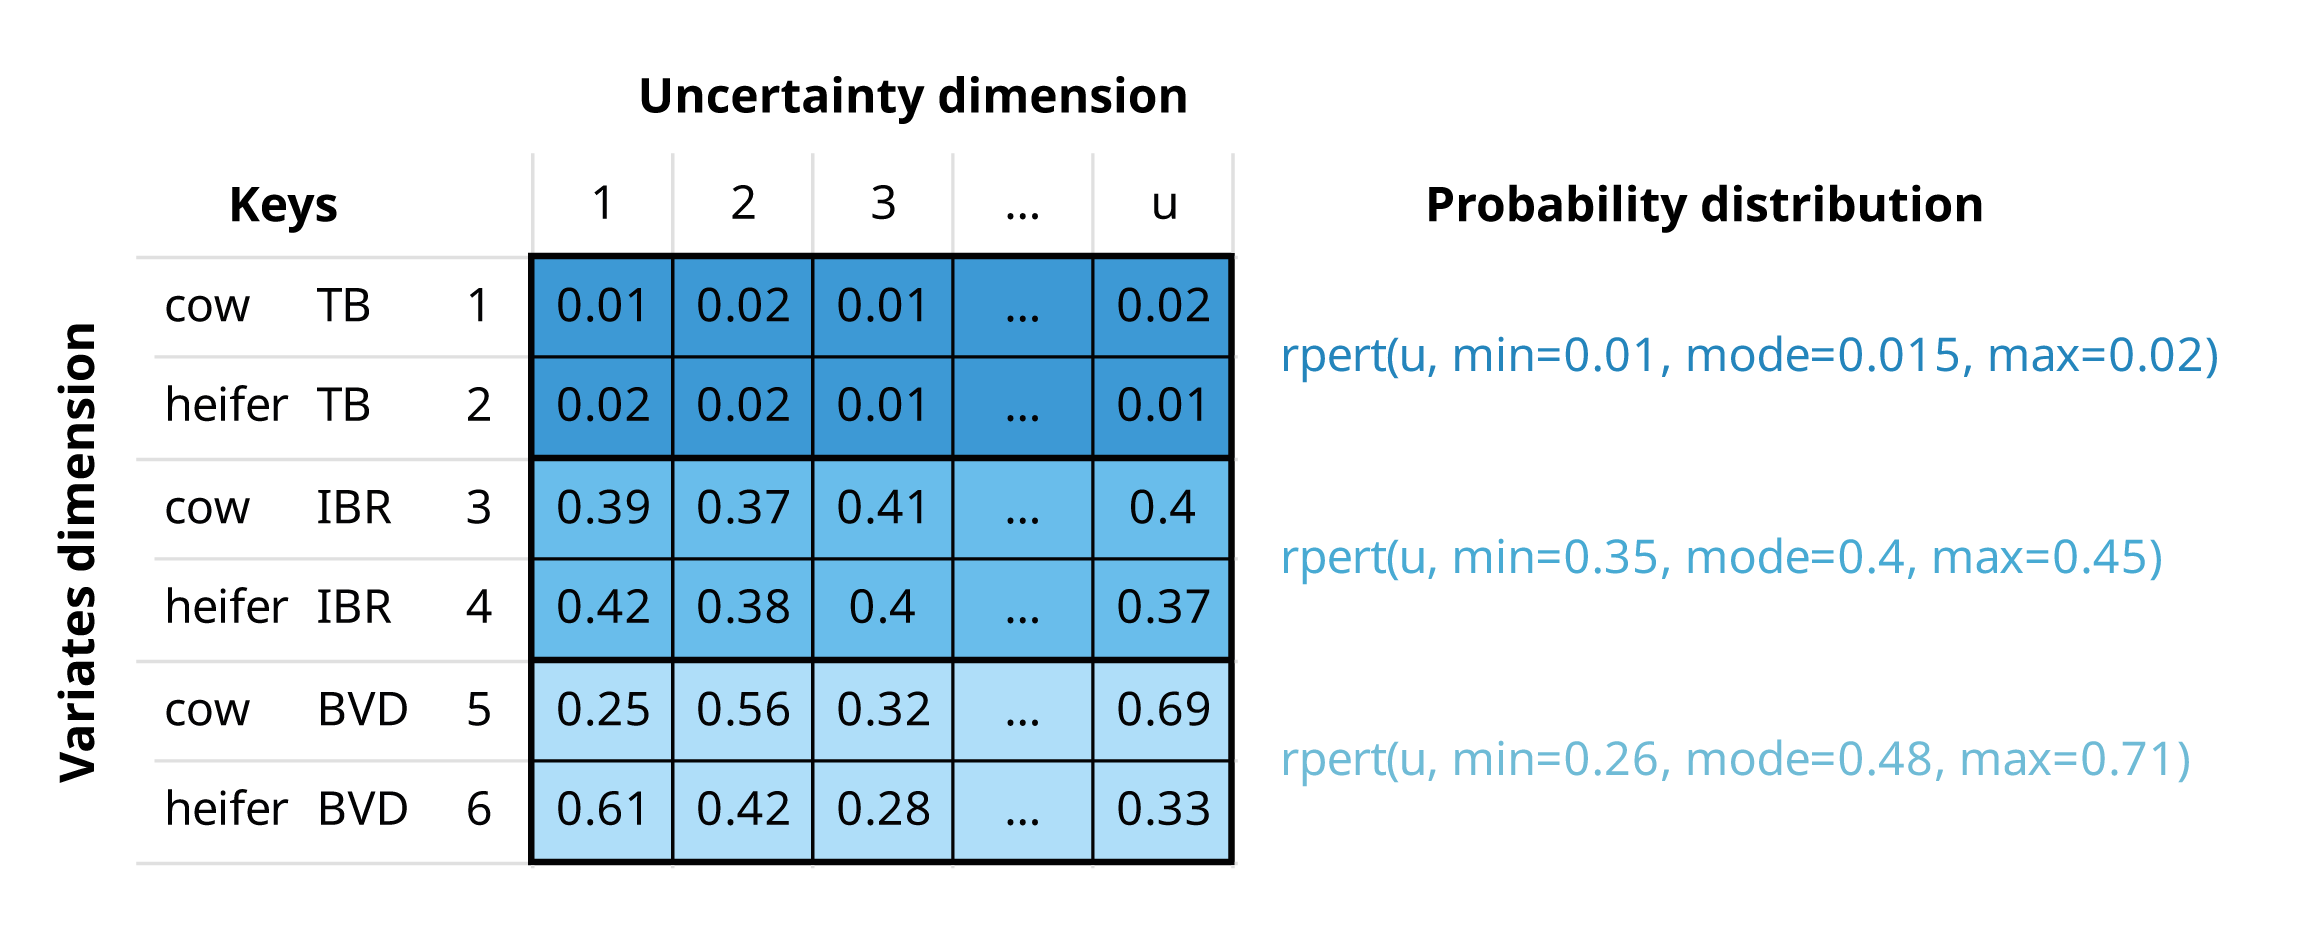 Uncertainty dimension
Keys 1 2 3 ... u Probability distribution
Variates dimension
cow TB 1 0.01 0.02 0.01 ... 0.02
rpert(u, min=0.01, mode=0.015, max=0.02)
heifer TB 2 0.02 0.02 0.01 ... 0.01
cow IBR 3 0.39 0.37 0.41 ... 0.4
rpert(u, min=0.35, mode=0.4, max=0.45)
heifer IBR 4 0.42 0.38 0.4 ... 0.37
cow BVD 5 0.25 0.56 0.32 ... 0.69
rpert(u, min=0.26, mode=0.48, max=0.71)
heifer BVD 6 0.61 0.42 0.28 ... 0.33